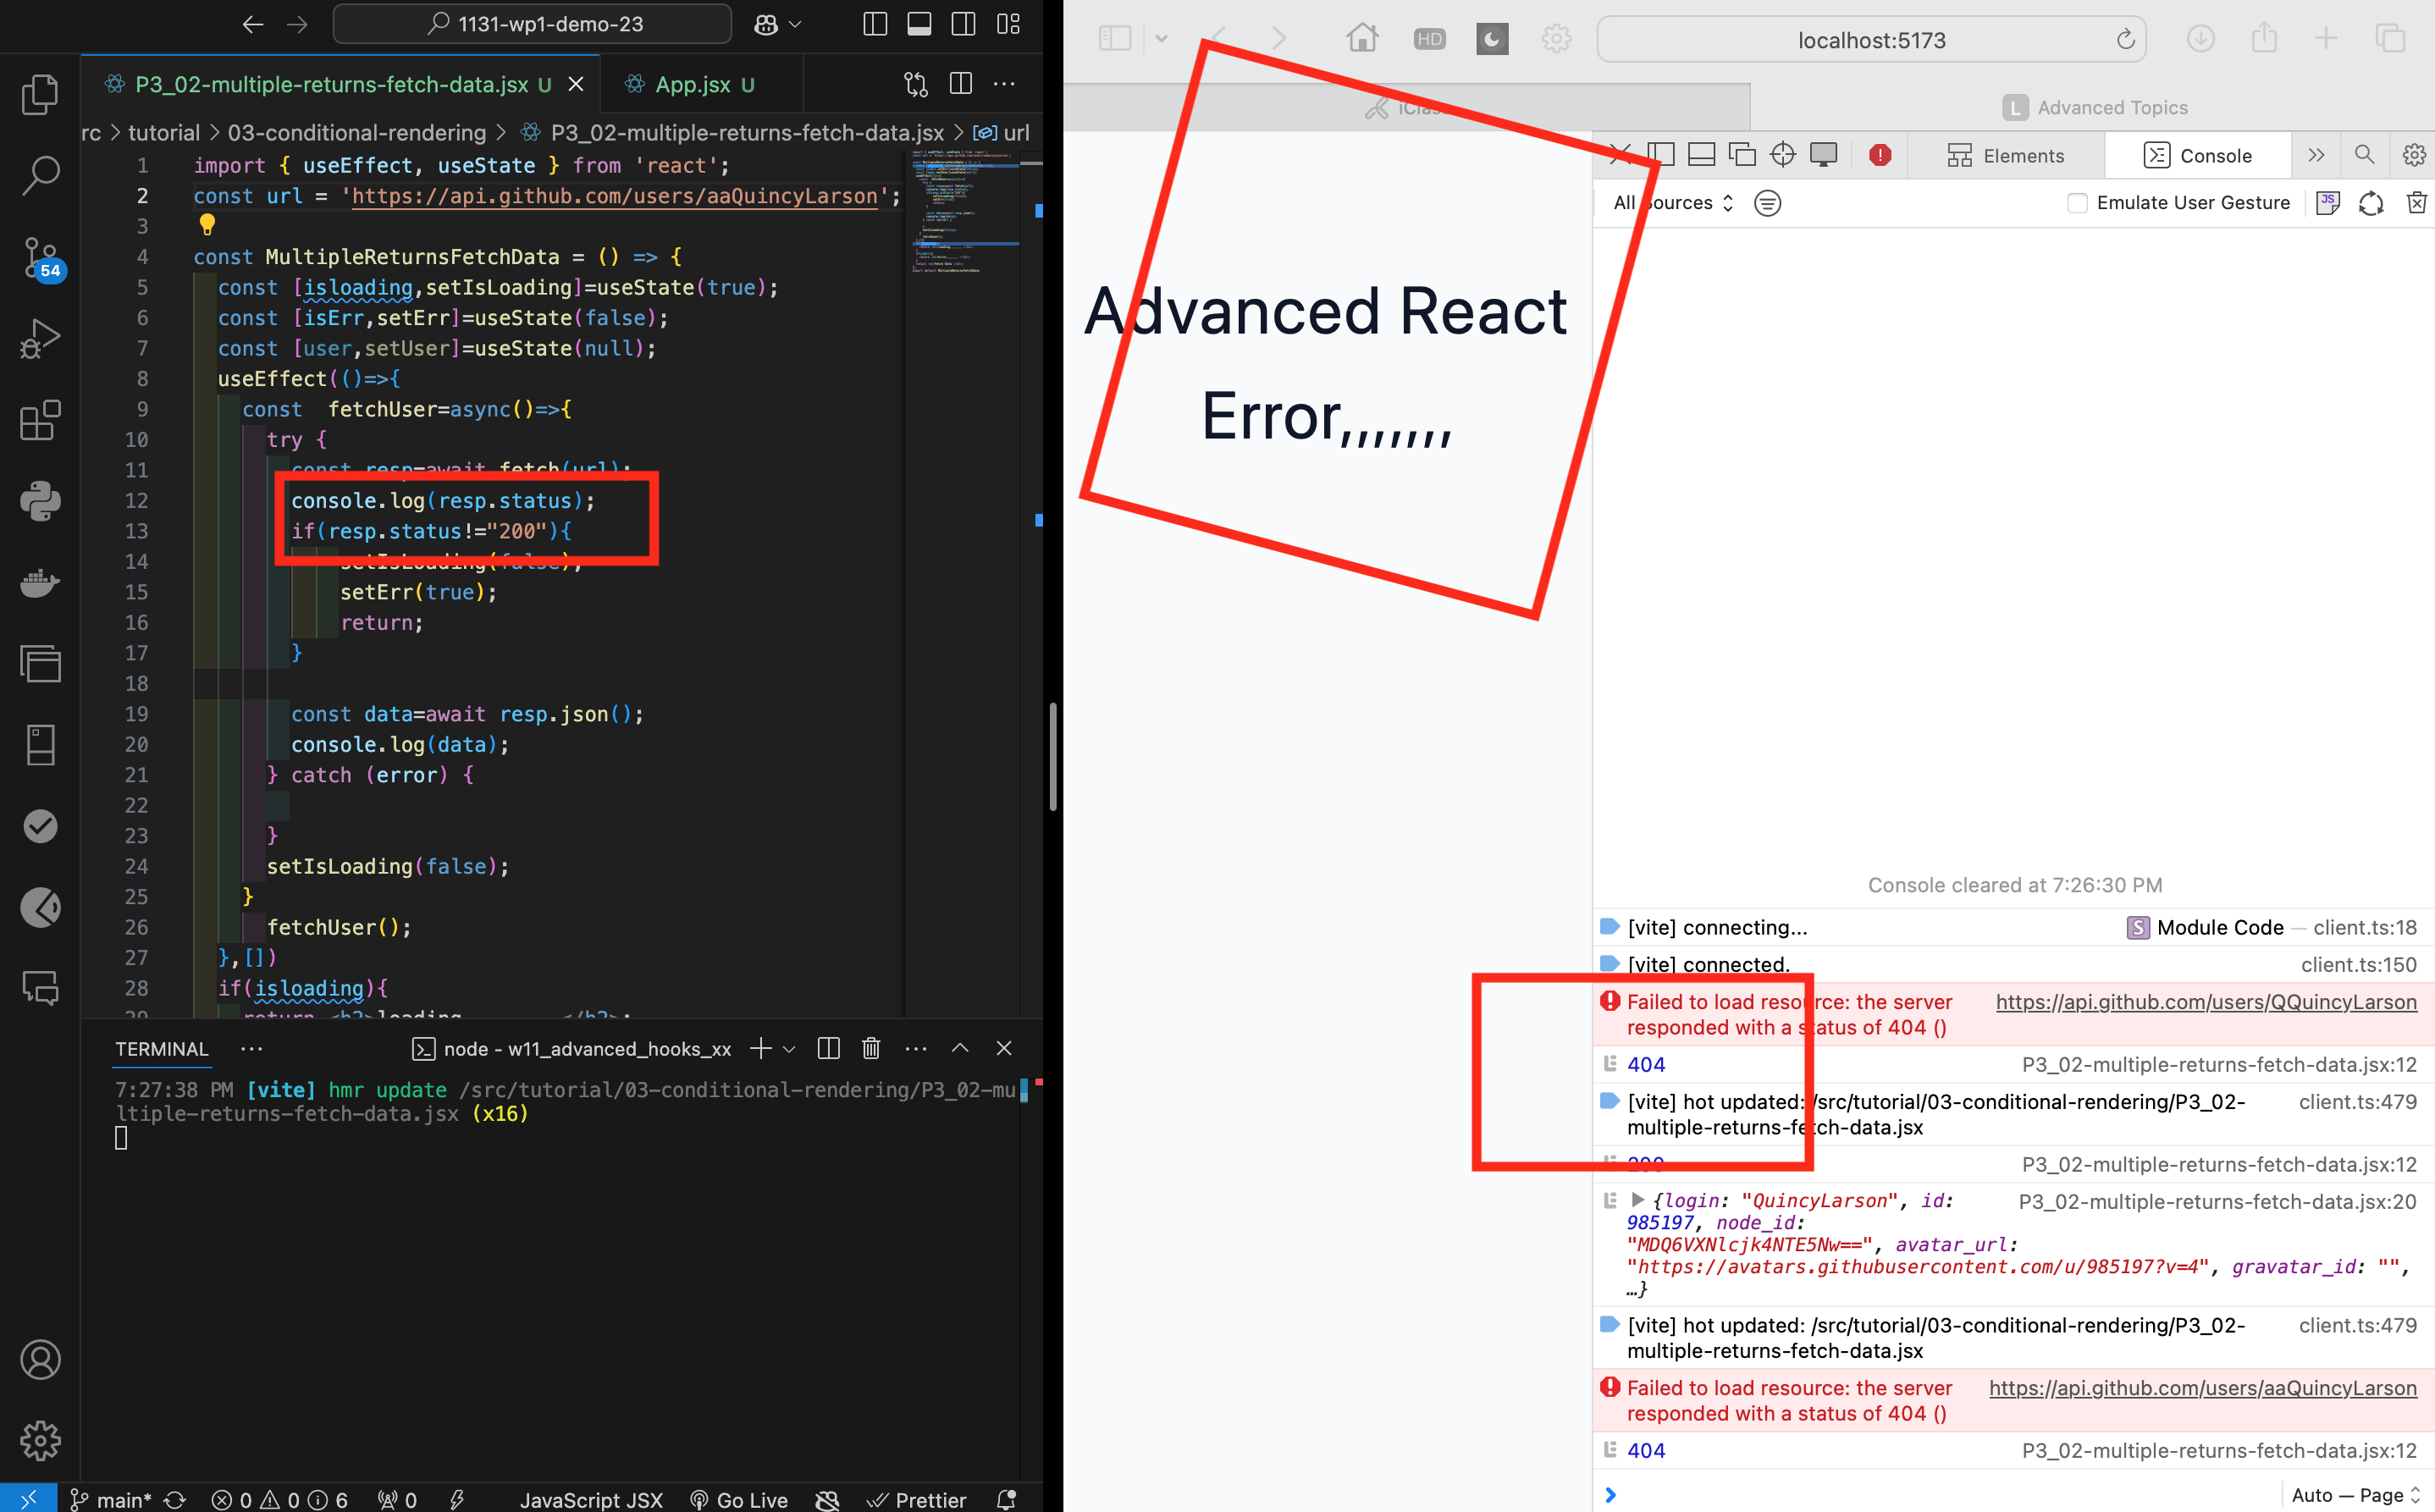 1131-wp1-demo-23
P3_02-multiple-returns-fetch-data.jsx U
App.jsx U
rc > tutorial > 03-conditional-rendering > P3_02-multiple-returns-fetch-data.jsx > url
1 import { useEffect, useState } from 'react';
2 const url = 'https://api.github.com/users/aaQuincyLarson';
3
4 const MultipleReturnsFetchData = () => {
5 const [isloading,setIsLoading]=useState(true);
6 const [isErr,setErr]=useState(false);
7 const [user,setUser]=useState(null);
8 useEffect(()=>{
9 const  fetchUser=async()=>{
10 try {
11 const resp=await fetch(url);
12 console.log(resp.status);
13 if(resp.status!="200"){
14 setIsLoading(false);
15 setErr(true);
16 return;
17 }
18
19 const data=await resp.json();
20 console.log(data);
21 } catch (error) {
22
23 }
24 setIsLoading(false);
25 }
26 fetchUser();
27 },[])
28 if(isloading){
54
TERMINAL
node - w11_advanced_hooks_xx
7:27:38 PM [vite] hmr update /src/tutorial/03-conditional-rendering/P3_02-mu
ltiple-returns-fetch-data.jsx (x16)
main* 0 0 6 0 JavaScript JSX Go Live Prettier
HD
localhost:5173
L Advanced Topics
Advanced React
Error,,,,,,,
Elements
Console
All Sources
Emulate User Gesture
JS
Console cleared at 7:26:30 PM
[vite] connecting...
S Module Code — client.ts:18
[vite] connected.
client.ts:150
Failed to load resource: the server
responded with a status of 404 ()
https://api.github.com/users/QQuincyLarson
404
P3_02-multiple-returns-fetch-data.jsx:12
[vite] hot updated: /src/tutorial/03-conditional-rendering/P3_02-
multiple-returns-fetch-data.jsx
client.ts:479
200
P3_02-multiple-returns-fetch-data.jsx:12
{login: "QuincyLarson", id:
985197, node_id:
"MDQ6VXNlcjk4NTE5Nw==", avatar_url:
"https://avatars.githubusercontent.com/u/985197?v=4", gravatar_id: "",
…}
P3_02-multiple-returns-fetch-data.jsx:20
[vite] hot updated: /src/tutorial/03-conditional-rendering/P3_02-
multiple-returns-fetch-data.jsx
client.ts:479
Failed to load resource: the server
responded with a status of 404 ()
https://api.github.com/users/aaQuincyLarson
404
P3_02-multiple-returns-fetch-data.jsx:12
Auto — Page